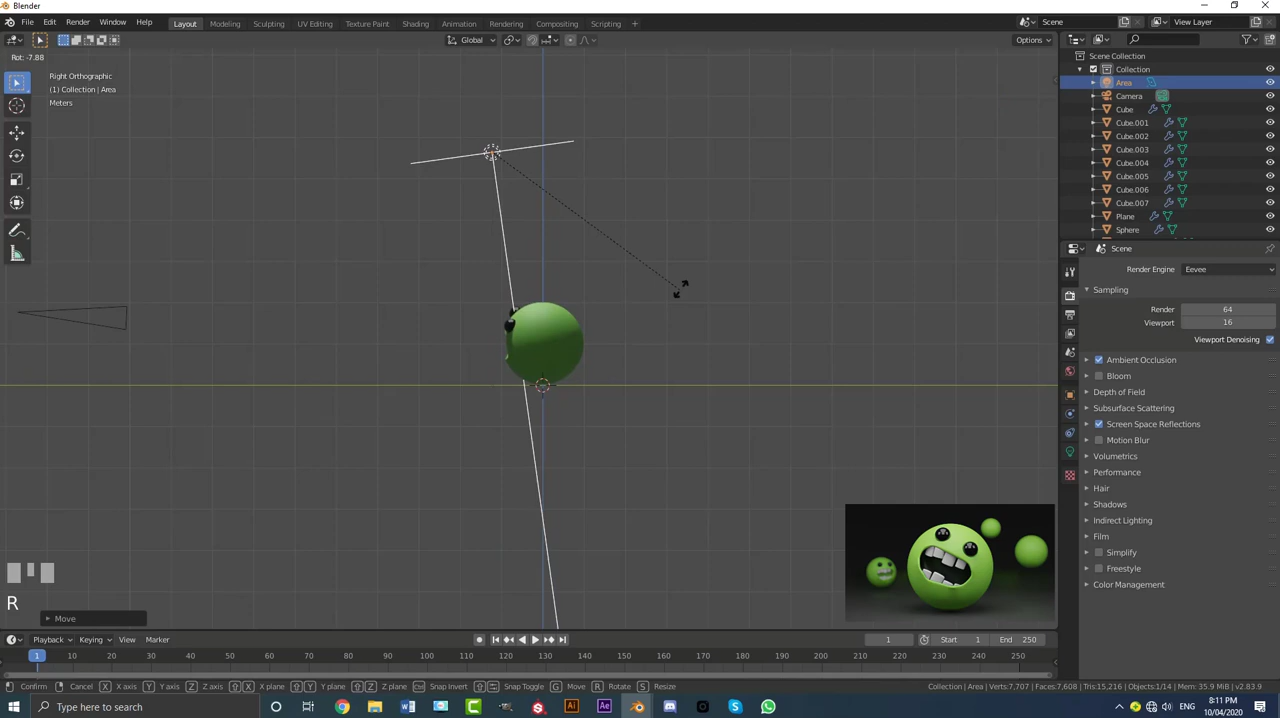 Blender
File Edit Render Window Help Layout Modeling Sculpting UV Editing Texture Paint Shading Animation Rendering Compositing Scripting + Scene View Layer
Global Options
Rot: -7.88
Right Orthographic
(1) Collection | Area
Meters
Scene Collection
Collection
Area
Camera
Cube
Cube.001
Cube.002
Cube.003
Cube.004
Cube.005
Cube.006
Cube.007
Plane
Sphere
Scene
Render Engine Eevee
Sampling
Render 64
Viewport 16
Viewport Denoising
Ambient Occlusion
Bloom
Depth of Field
Subsurface Scattering
Screen Space Reflections
Motion Blur
Volumetrics
Performance
Hair
Shadows
Indirect Lighting
Film
Simplify
Freestyle
Color Management
R
Move
Playback Keying View Marker 1 Start 1 End 250
1 10 20 30 40 50 60 70 80 90 100 110 120 130 140 150 160 170 180 190 200 210 220 230 240 250
Confirm Cancel X X axis Y Y axis Z Z axis X X plane Y Y plane Z Z plane Ctrl Snap Invert Snap Toggle G Move R Rotate S Resize Collection | Area | Verts:7,707 | Faces:7,608 | Tris:15,216 | Objects:1/14 | Mem: 35.9 MiB | v2.83.9
Type here to search 8:11 PM
10/04/2020